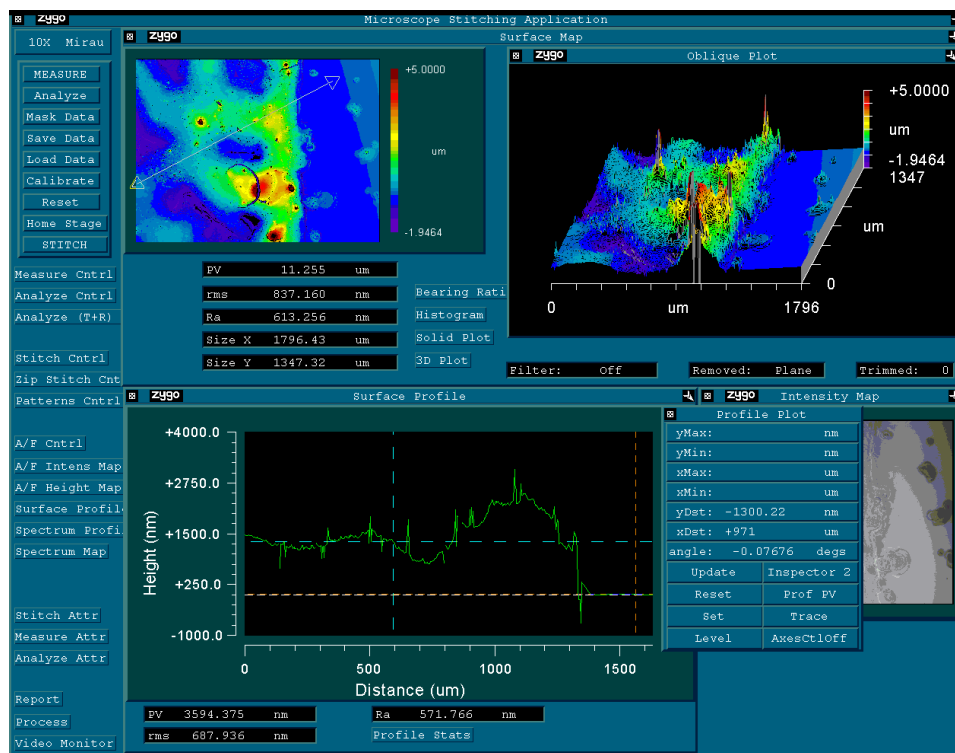 zygo
Microscope Stitching Application
10X Mirau
MEASURE
Analyze
Mask Data
Save Data
Load Data
Calibrate
Reset
Home Stage
STITCH
Measure Cntrl
Analyze Cntrl
Analyze (T+R)
Stitch Cntrl
Zip Stitch Cnt
Patterns Cntrl
A/F Cntrl
A/F Intens Map
A/F Height Map
Surface Profil
Spectrum Profi
Spectrum Map
Stitch Attr
Measure Attr
Analyze Attr
Report
Process
Video Monitor
zygo
Surface Map
+5.0000
um
-1.9464
PV 11.255 um
rms 837.160 nm
Ra 613.256 nm
Size X 1796.43 um
Size Y 1347.32 um
Bearing Rati
Histogram
Solid Plot
3D Plot
zygo
Oblique Plot
+5.0000
um
-1.9464
1347
um
0
0
um
1796
Filter: Off
Removed: Plane
Trimmed: 0
zygo
Surface Profile
+4000.0
+2750.0
+1500.0
+250.0
-1000.0
Height (nm)
0 500 1000 1500
Distance (um)
PV 3594.375 nm
rms 687.936 nm
Ra 571.766 nm
Profile Stats
zygo
Intensity Map
Profile Plot
yMax: nm
yMin: nm
xMax: um
xMin: um
yDst: -1300.22 nm
xDst: +971 um
angle: -0.07676 degs
Update Inspector 2
Reset Prof PV
Set Trace
Level AxesCtlOff